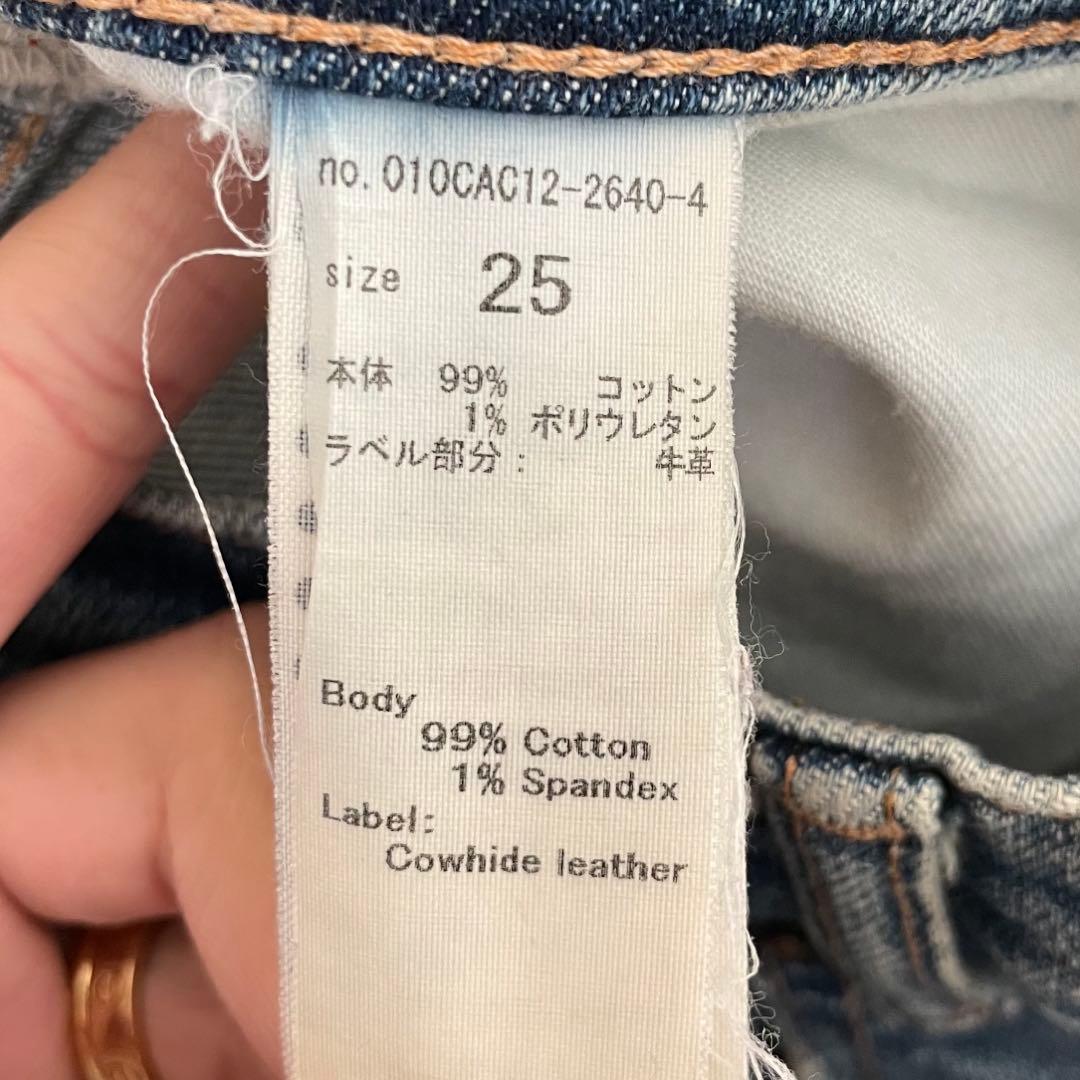 no. 010CAC12-2640-4
size 25
本体 99% コットン
1% ポリウレタン
ラベル部分： 牛革
Body
99% Cotton
1% Spandex
Label:
Cowhide leather